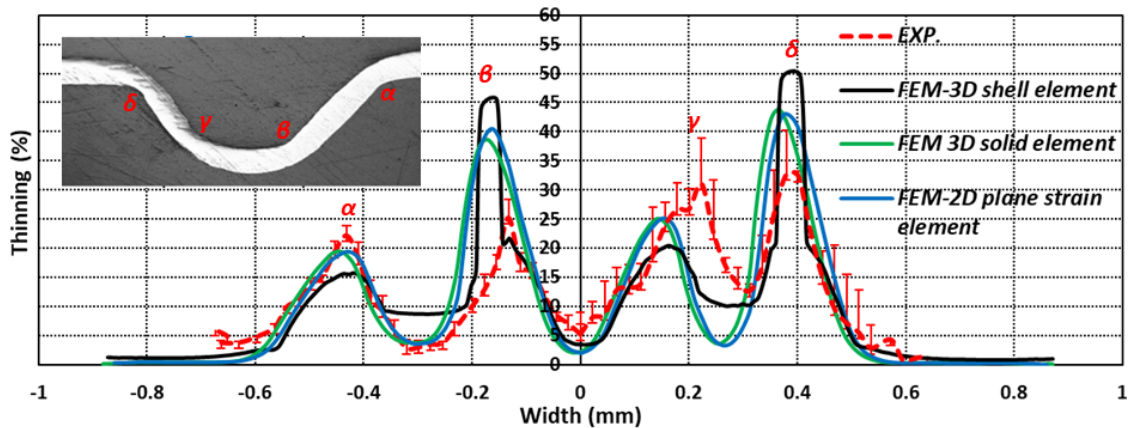 60
55
50
45
40
35
30
25
20
15
10
5
0
Thinning (%)
δ
γ
β
α
α
β
γ
δ
EXP.
FEM-3D shell element
FEM 3D solid element
FEM-2D plane strain
element
-1
-0.8
-0.6
-0.4
-0.2
0
0.2
0.4
0.6
0.8
1
Width (mm)